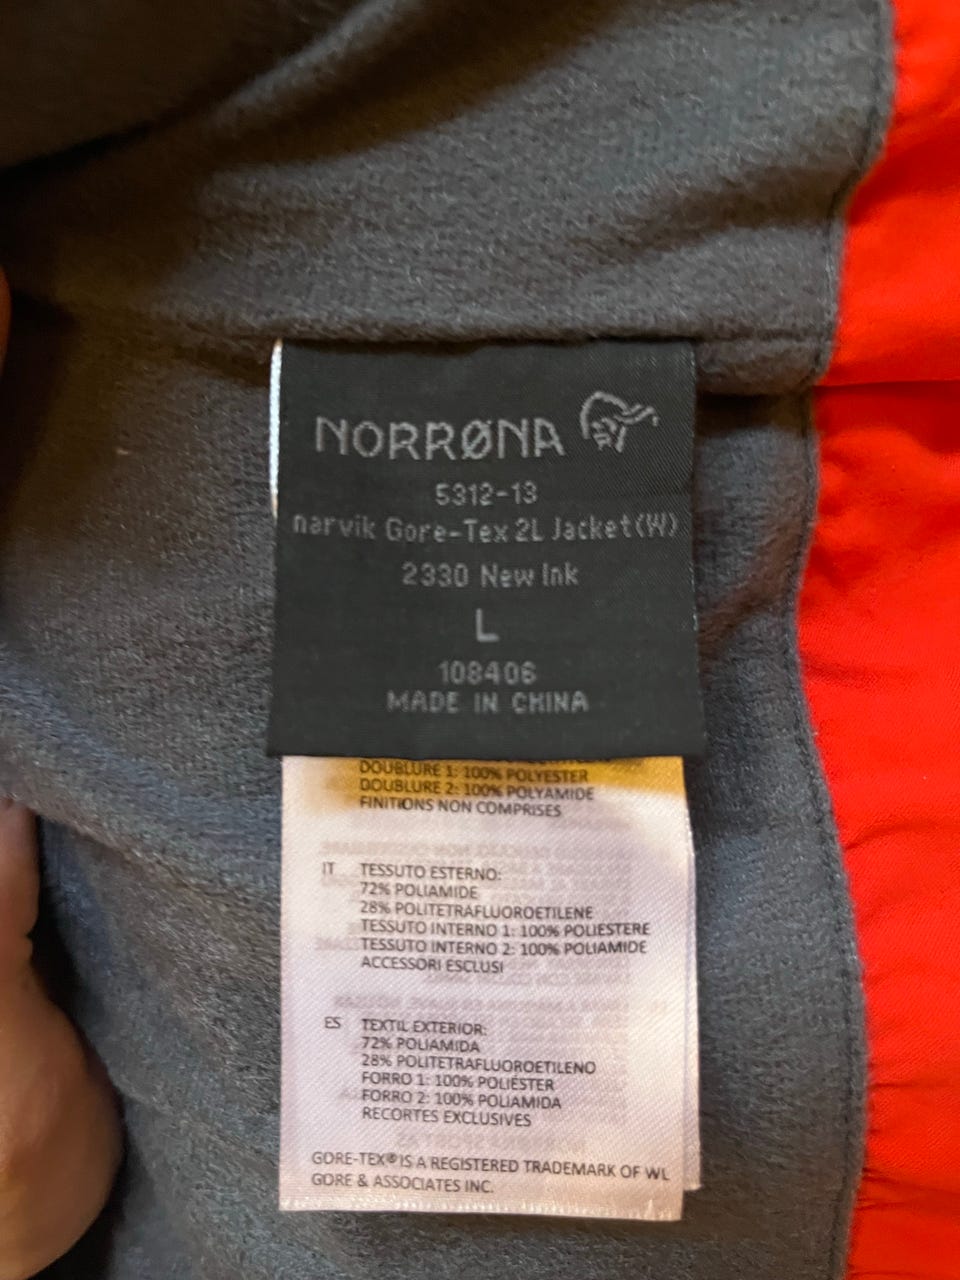 NORRØNA
5312-13
narvik Gore-Tex 2L Jacket(W)
2330 New Ink
L
108406
MADE IN CHINA
DOUBLURE 1: 100% POLYESTER
DOUBLURE 2: 100% POLYAMIDE
FINITIONS NON COMPRISES
IT TESSUTO ESTERNO:
72% POLIAMIDE
28% POLITETRAFLUOROETILENE
TESSUTO INTERNO 1: 100% POLIESTERE
TESSUTO INTERNO 2: 100% POLIAMIDE
ACCESSORI ESCLUSI
ES TEXTIL EXTERIOR:
72% POLIAMIDA
28% POLITETRAFLUOROETILENO
FORRO 1: 100% POLIÉSTER
FORRO 2: 100% POLIAMIDA
RECORTES EXCLUSIVES
GORE-TEX® IS A REGISTERED TRADEMARK OF WL
GORE & ASSOCIATES INC.